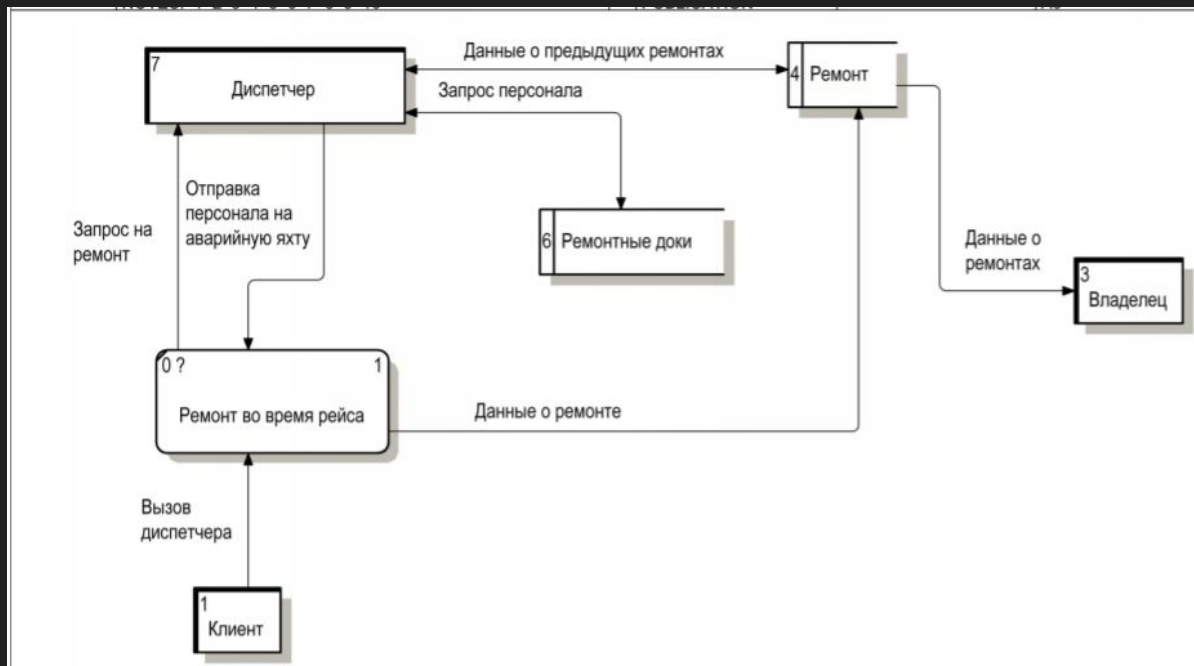 7
Диспетчер
Данные о предыдущих ремонтах
4
Ремонт
Запрос персонала
Отправка
персонала на
аварийную яхту
Запрос на
ремонт
6
Ремонтные доки
Данные о
ремонтах
3
Владелец
0 ?
1
Ремонт во время рейса
Данные о ремонте
Вызов
диспетчера
1
Клиент